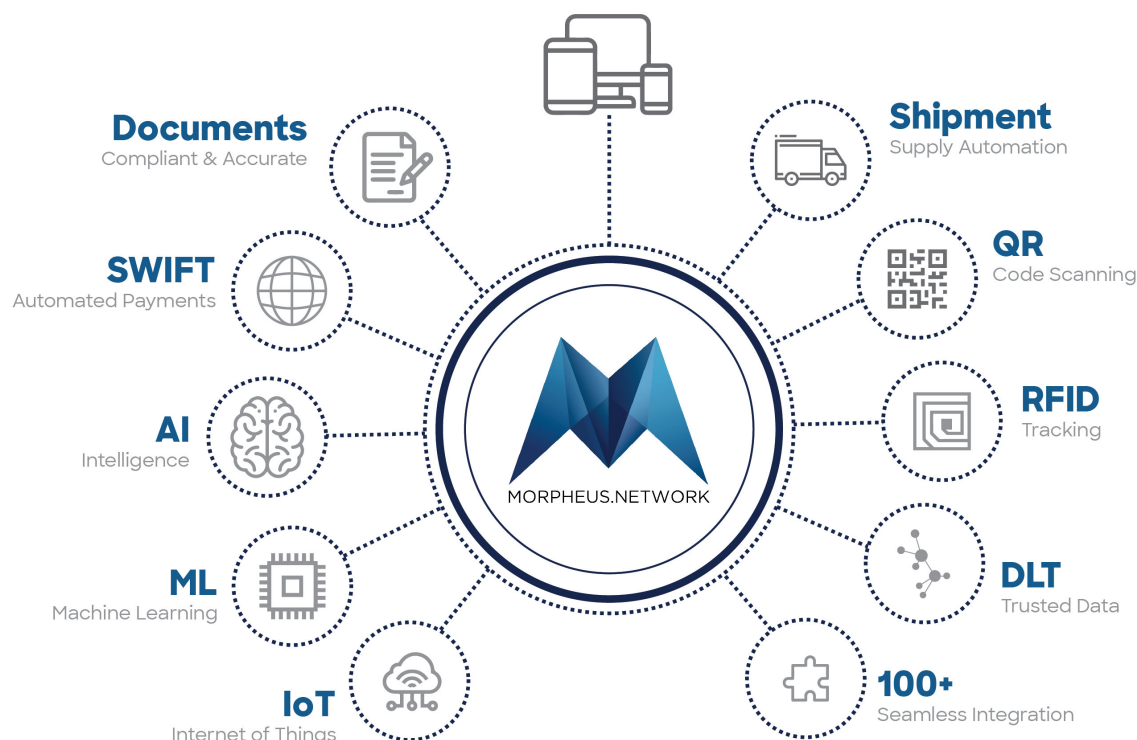 Documents
Compliant & Accurate
Shipment
Supply Automation
SWIFT
Automated Payments
QR
Code Scanning
AI
Intelligence
MORPHEUS.NETWORK
RFID
Tracking
ML
Machine Learning
DLT
Trusted Data
IoT
Internet of Things
100+
Seamless Integration